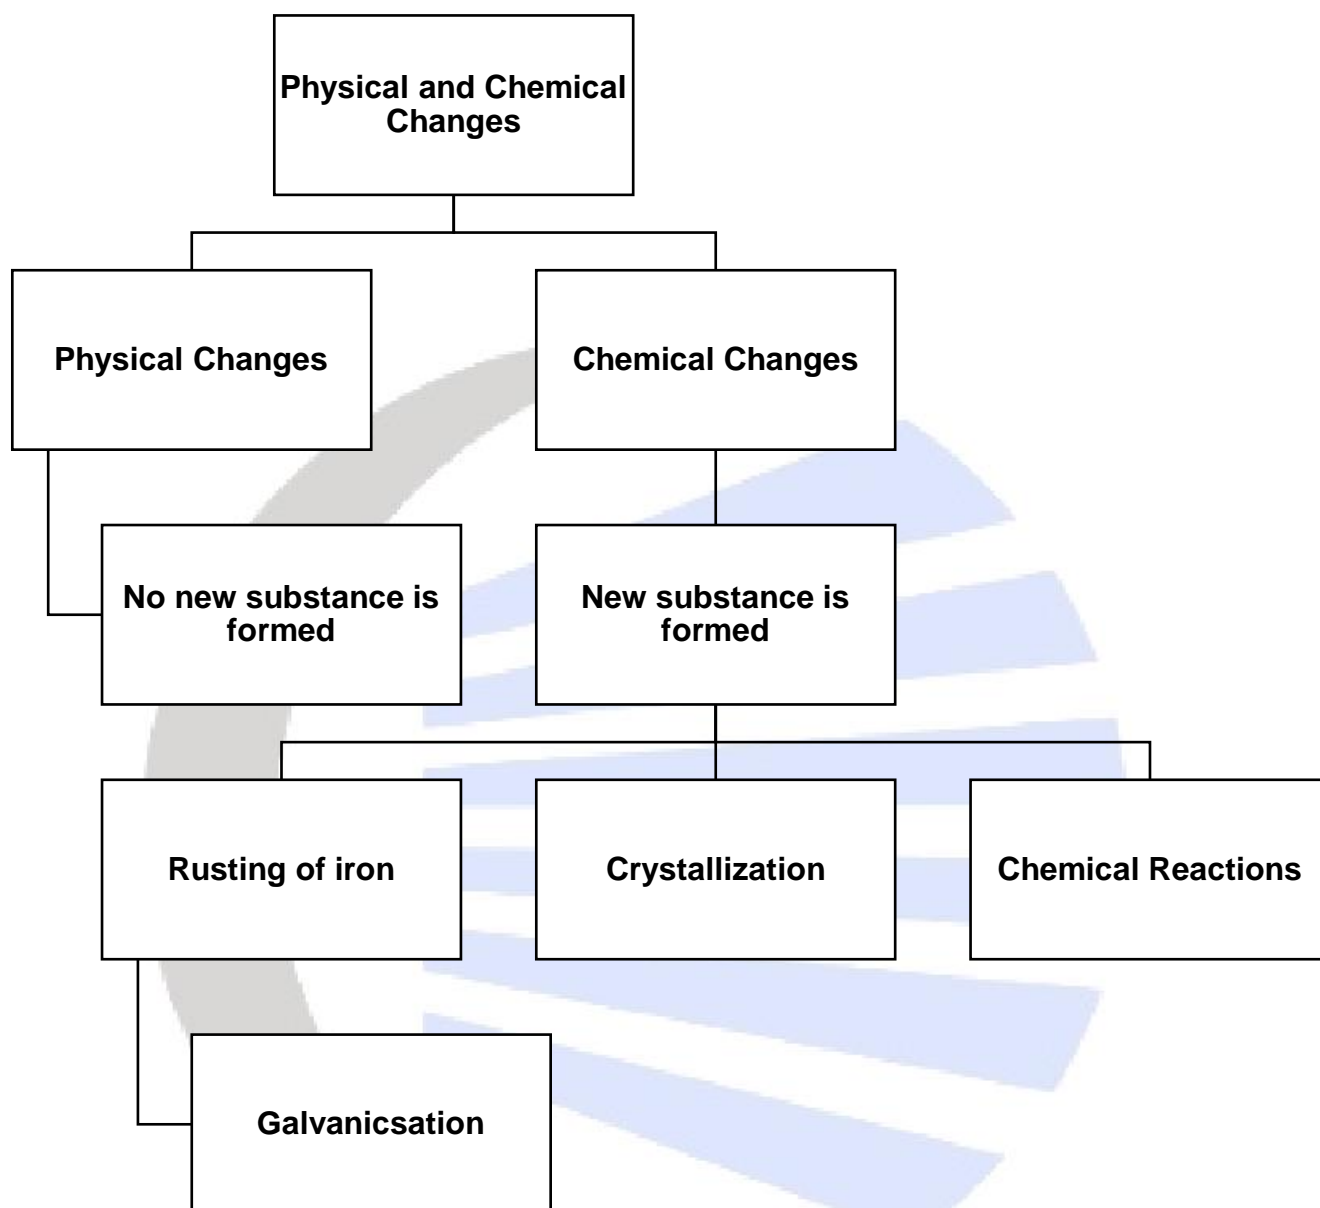 Physical and Chemical
Changes
Physical Changes
Chemical Changes
No new substance is
formed
New substance is
formed
Rusting of iron
Crystallization
Chemical Reactions
Galvanicsation